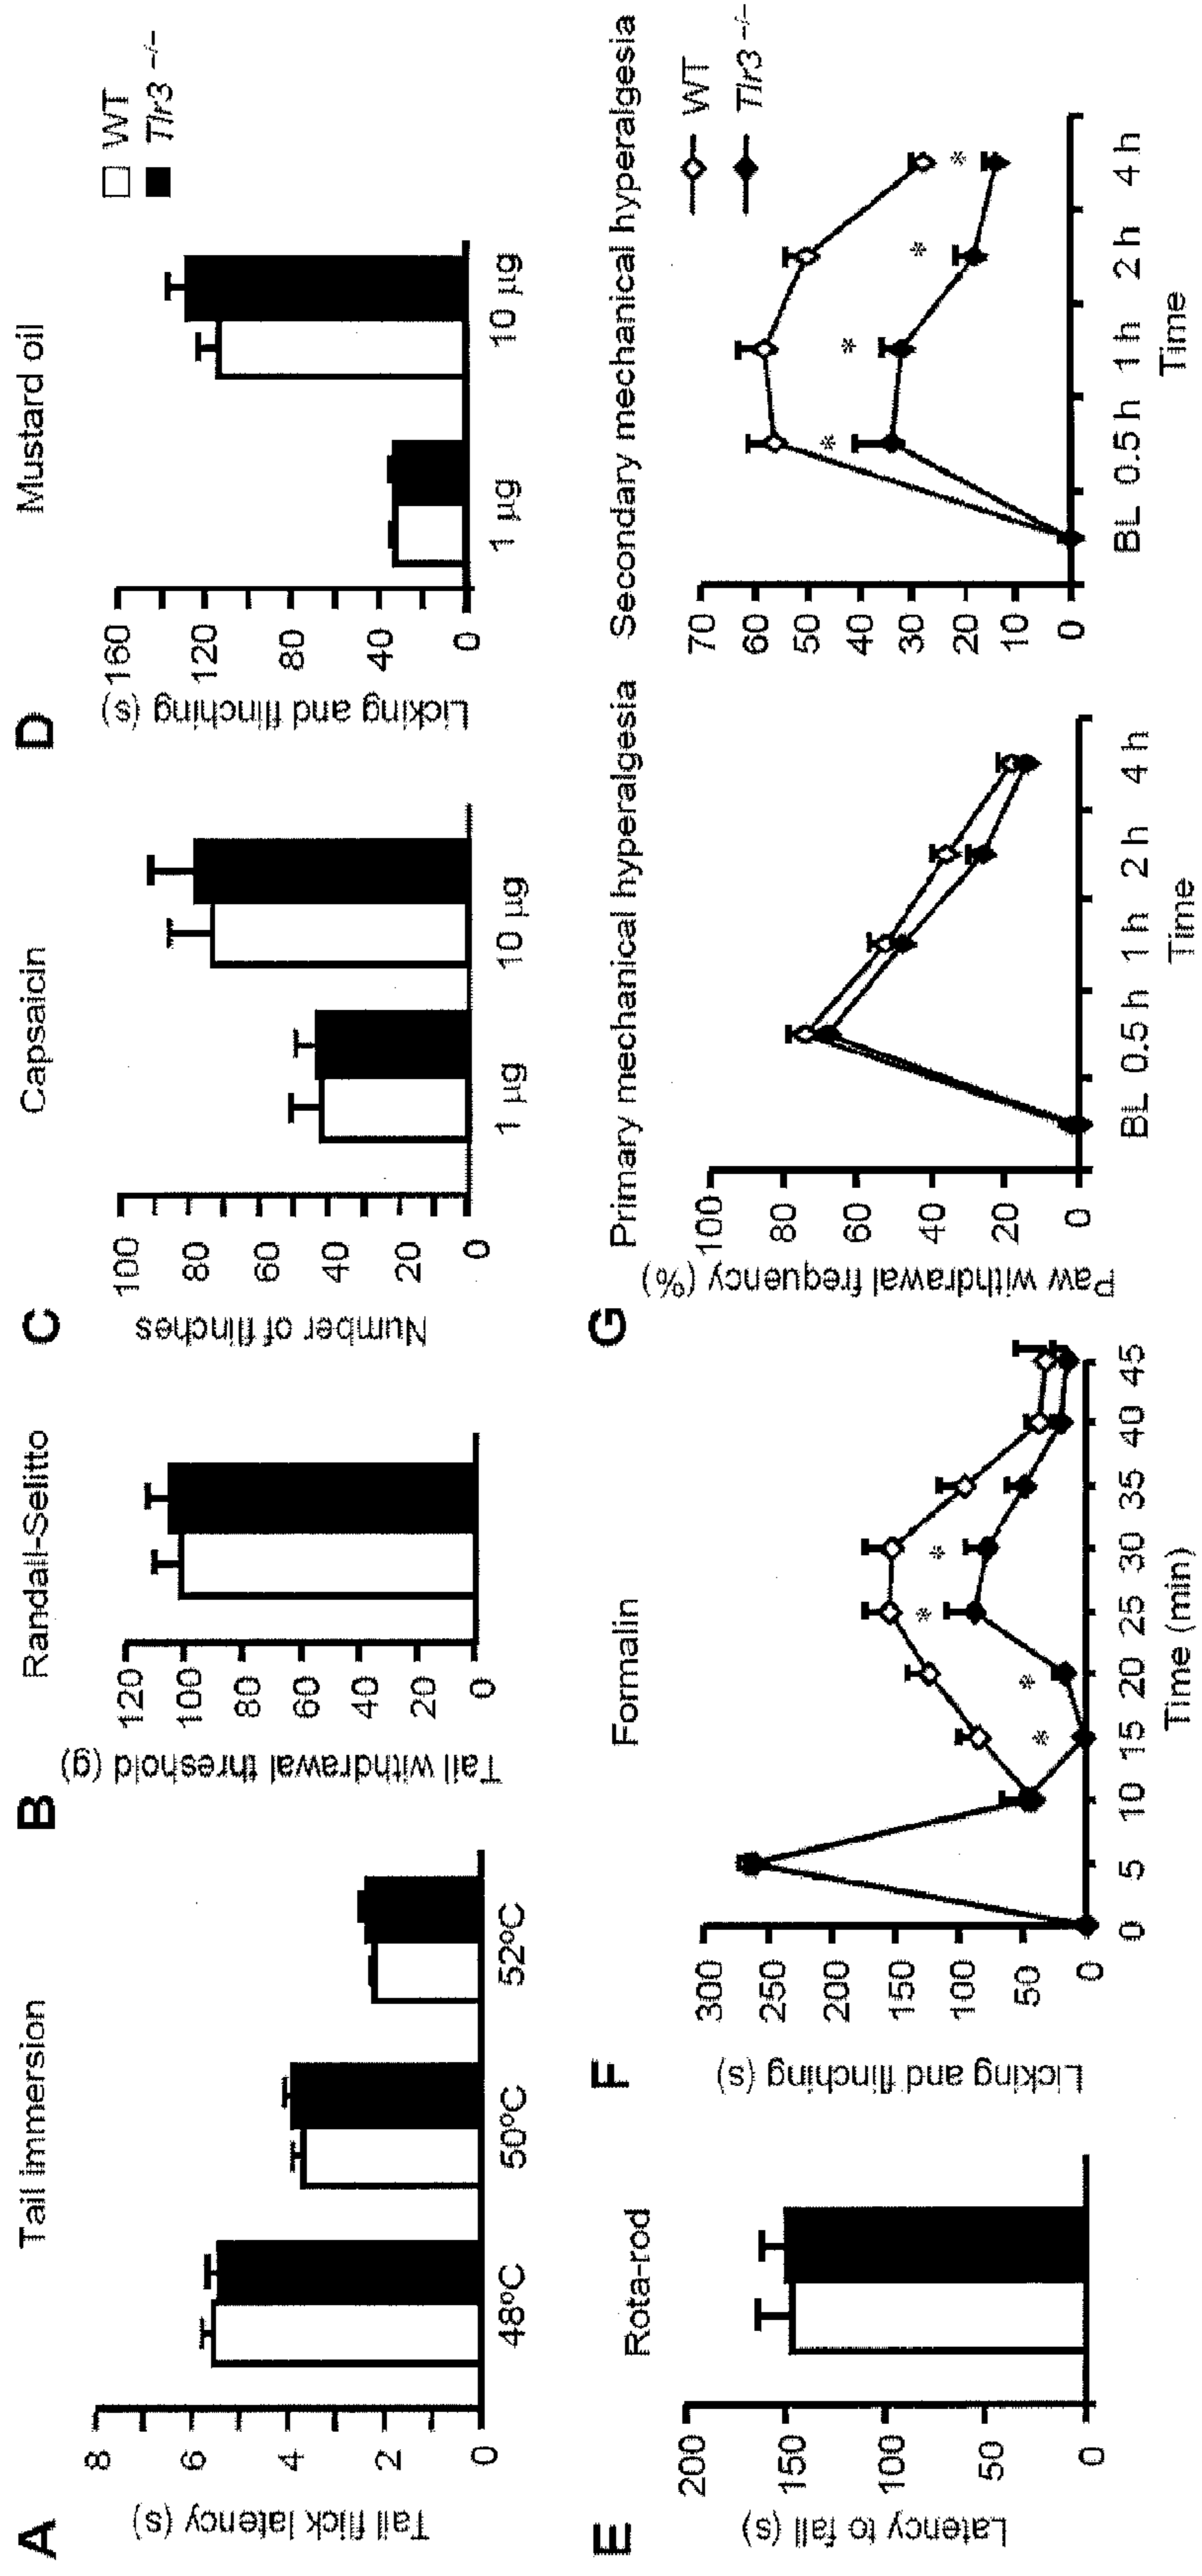 A
Tail immersion
Tail flick latency (s)
8
6
4
2
0
48°C
50°C
52°C
B
Randall-Selitto
Tail withdrawal threshold (g)
120
100
80
60
40
20
0
C
Capsaicin
Number of flinches
100
80
60
40
20
0
1 μg
10 μg
D
Mustard oil
Licking and flinching (s)
160
120
80
40
0
1 μg
10 μg
WT
Tlr3 -/-
E
Rota-rod
Latency to fall (s)
200
150
100
50
0
F
Formalin
Licking and flinching (s)
300
250
200
150
100
50
0
0 5 10 15 20 25 30 35 40 45
Time (min)
* * * *
G
Primary mechanical hyperalgesia
Paw withdrawal frequency (%)
100
80
60
40
20
0
BL 0.5 h 1 h 2 h 4 h
Time
Secondary mechanical hyperalgesia
70
60
50
40
30
20
10
0
BL 0.5 h 1 h 2 h 4 h
Time
* * * *
WT
Tlr3 -/-